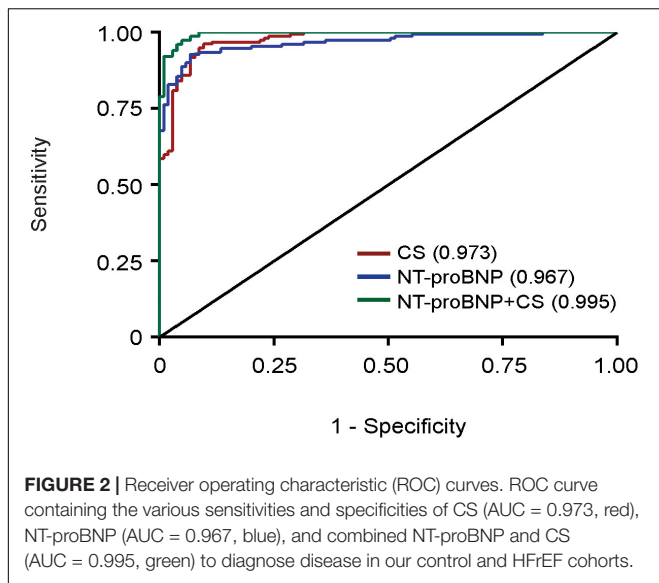 1.00
0.75
0.50
0.25
0
Sensitivity
CS (0.973)
NT-proBNP (0.967)
NT-proBNP+CS (0.995)
0 0.25 0.50 0.75 1.00
1 - Specificity
FIGURE 2 | Receiver operating characteristic (ROC) curves. ROC curve
containing the various sensitivities and specificities of CS (AUC = 0.973, red),
NT-proBNP (AUC = 0.967, blue), and combined NT-proBNP and CS
(AUC = 0.995, green) to diagnose disease in our control and HFrEF cohorts.